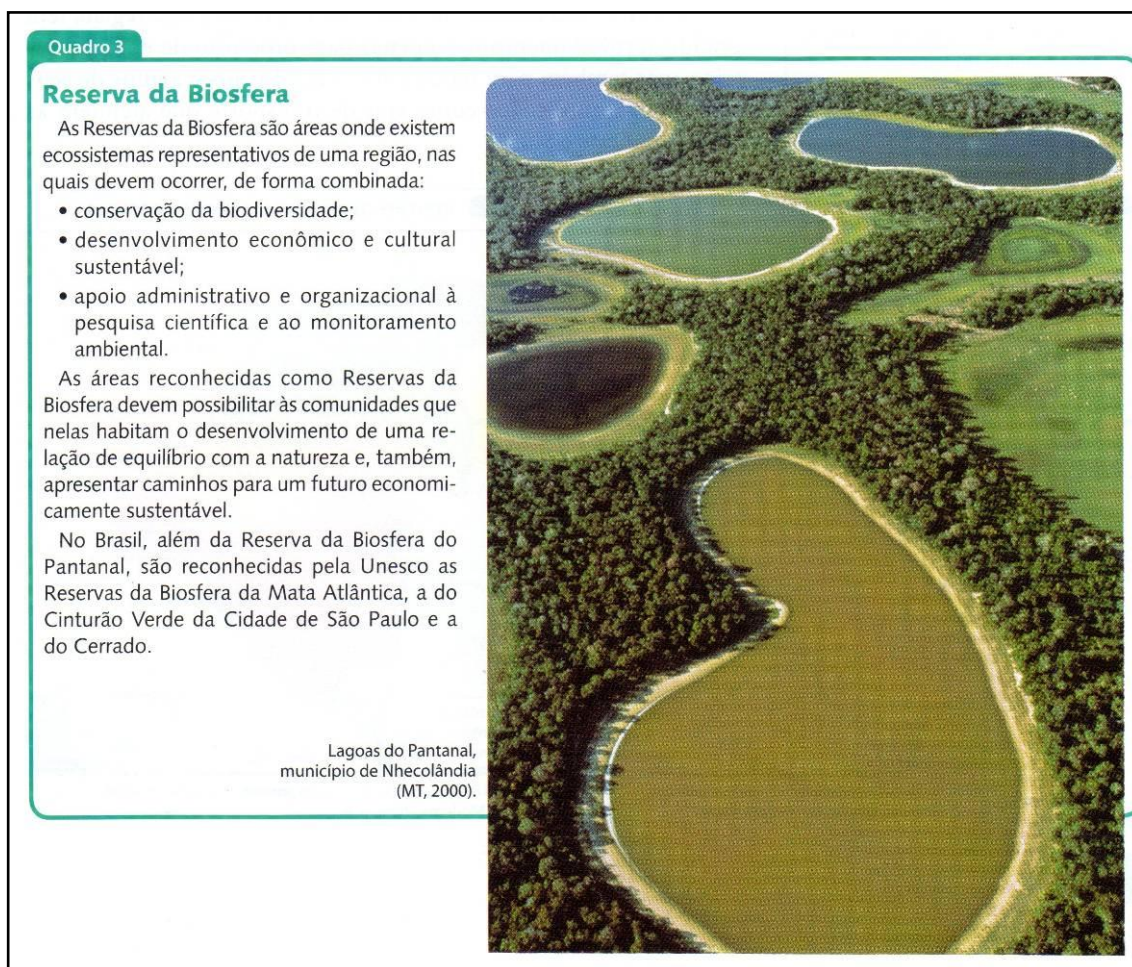 Quadro 3
Reserva da Biosfera
As Reservas da Biosfera são áreas onde existem
ecossistemas representativos de uma região, nas
quais devem ocorrer, de forma combinada:
• conservação da biodiversidade;
• desenvolvimento econômico e cultural
sustentável;
• apoio administrativo e organizacional à
pesquisa científica e ao monitoramento
ambiental.
As áreas reconhecidas como Reservas da
Biosfera devem possibilitar às comunidades que
nelas habitam o desenvolvimento de uma re-
lação de equilíbrio com a natureza e, também,
apresentar caminhos para um futuro economi-
camente sustentável.
No Brasil, além da Reserva da Biosfera do
Pantanal, são reconhecidas pela Unesco as
Reservas da Biosfera da Mata Atlântica, a do
Cinturão Verde da Cidade de São Paulo e a
do Cerrado.
Lagoas do Pantanal,
município de Nhecolândia
(MT, 2000).